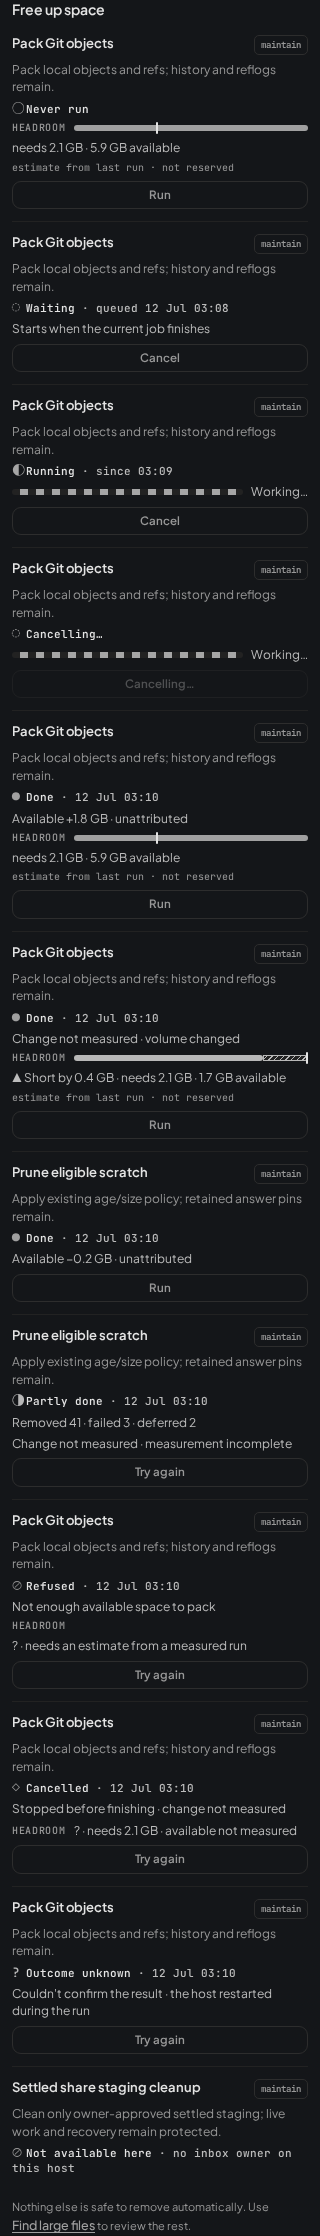 Free up space
Pack Git objects
maintain
Pack local objects and refs; history and reflogs
remain.
Never run
HEADROOM
needs 2.1 GB · 5.9 GB available
estimate from last run · not reserved
Run
Pack Git objects
maintain
Pack local objects and refs; history and reflogs
remain.
Waiting · queued 12 Jul 03:08
Starts when the current job finishes
Cancel
Pack Git objects
maintain
Pack local objects and refs; history and reflogs
remain.
Running · since 03:09
Working…
Cancel
Pack Git objects
maintain
Pack local objects and refs; history and reflogs
remain.
Cancelling…
Working…
Cancelling…
Pack Git objects
maintain
Pack local objects and refs; history and reflogs
remain.
Done · 12 Jul 03:10
Available +1.8 GB · unattributed
HEADROOM
needs 2.1 GB · 5.9 GB available
estimate from last run · not reserved
Run
Pack Git objects
maintain
Pack local objects and refs; history and reflogs
remain.
Done · 12 Jul 03:10
Change not measured · volume changed
HEADROOM
▲ Short by 0.4 GB · needs 2.1 GB · 1.7 GB available
estimate from last run · not reserved
Run
Prune eligible scratch
maintain
Apply existing age/size policy; retained answer pins
remain.
Done · 12 Jul 03:10
Available −0.2 GB · unattributed
Run
Prune eligible scratch
maintain
Apply existing age/size policy; retained answer pins
remain.
Partly done · 12 Jul 03:10
Removed 41 · failed 3 · deferred 2
Change not measured · measurement incomplete
Try again
Pack Git objects
maintain
Pack local objects and refs; history and reflogs
remain.
Refused · 12 Jul 03:10
Not enough available space to pack
HEADROOM
? · needs an estimate from a measured run
Try again
Pack Git objects
maintain
Pack local objects and refs; history and reflogs
remain.
Cancelled · 12 Jul 03:10
Stopped before finishing · change not measured
HEADROOM ? · needs 2.1 GB · available not measured
Try again
Pack Git objects
maintain
Pack local objects and refs; history and reflogs
remain.
? Outcome unknown · 12 Jul 03:10
Couldn't confirm the result · the host restarted
during the run
Try again
Settled share staging cleanup
maintain
Clean only owner-approved settled staging; live
work and recovery remain protected.
Not available here · no inbox owner on
this host
Nothing else is safe to remove automatically. Use
Find large files to review the rest.